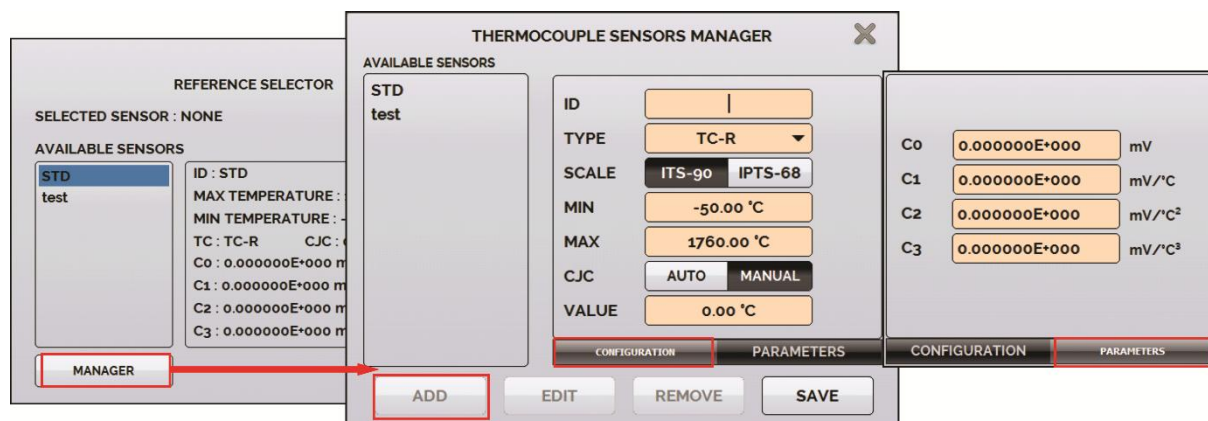 REFERENCE SELECTOR
SELECTED SENSOR : NONE
AVAILABLE SENSORS
STD
test
ID : STD
MAX TEMPERATURE :
MIN TEMPERATURE : -
TC : TC-R CJC :
C0 : 0.000000E+000 m
C1 : 0.000000E+000 m
C2 : 0.000000E+000 m
C3 : 0.000000E+000 m
MANAGER
THERMOCOUPLE SENSORS MANAGER
AVAILABLE SENSORS
STD
test
ID
TYPE TC-R
SCALE ITS-90 IPTS-68
MIN -50.00 °C
MAX 1760.00 °C
CJC AUTO MANUAL
VALUE 0.00 °C
CONFIGURATION PARAMETERS
ADD EDIT REMOVE SAVE
C0 0.000000E+000 mV
C1 0.000000E+000 mV/°C
C2 0.000000E+000 mV/°C²
C3 0.000000E+000 mV/°C³
CONFIGURATION PARAMETERS